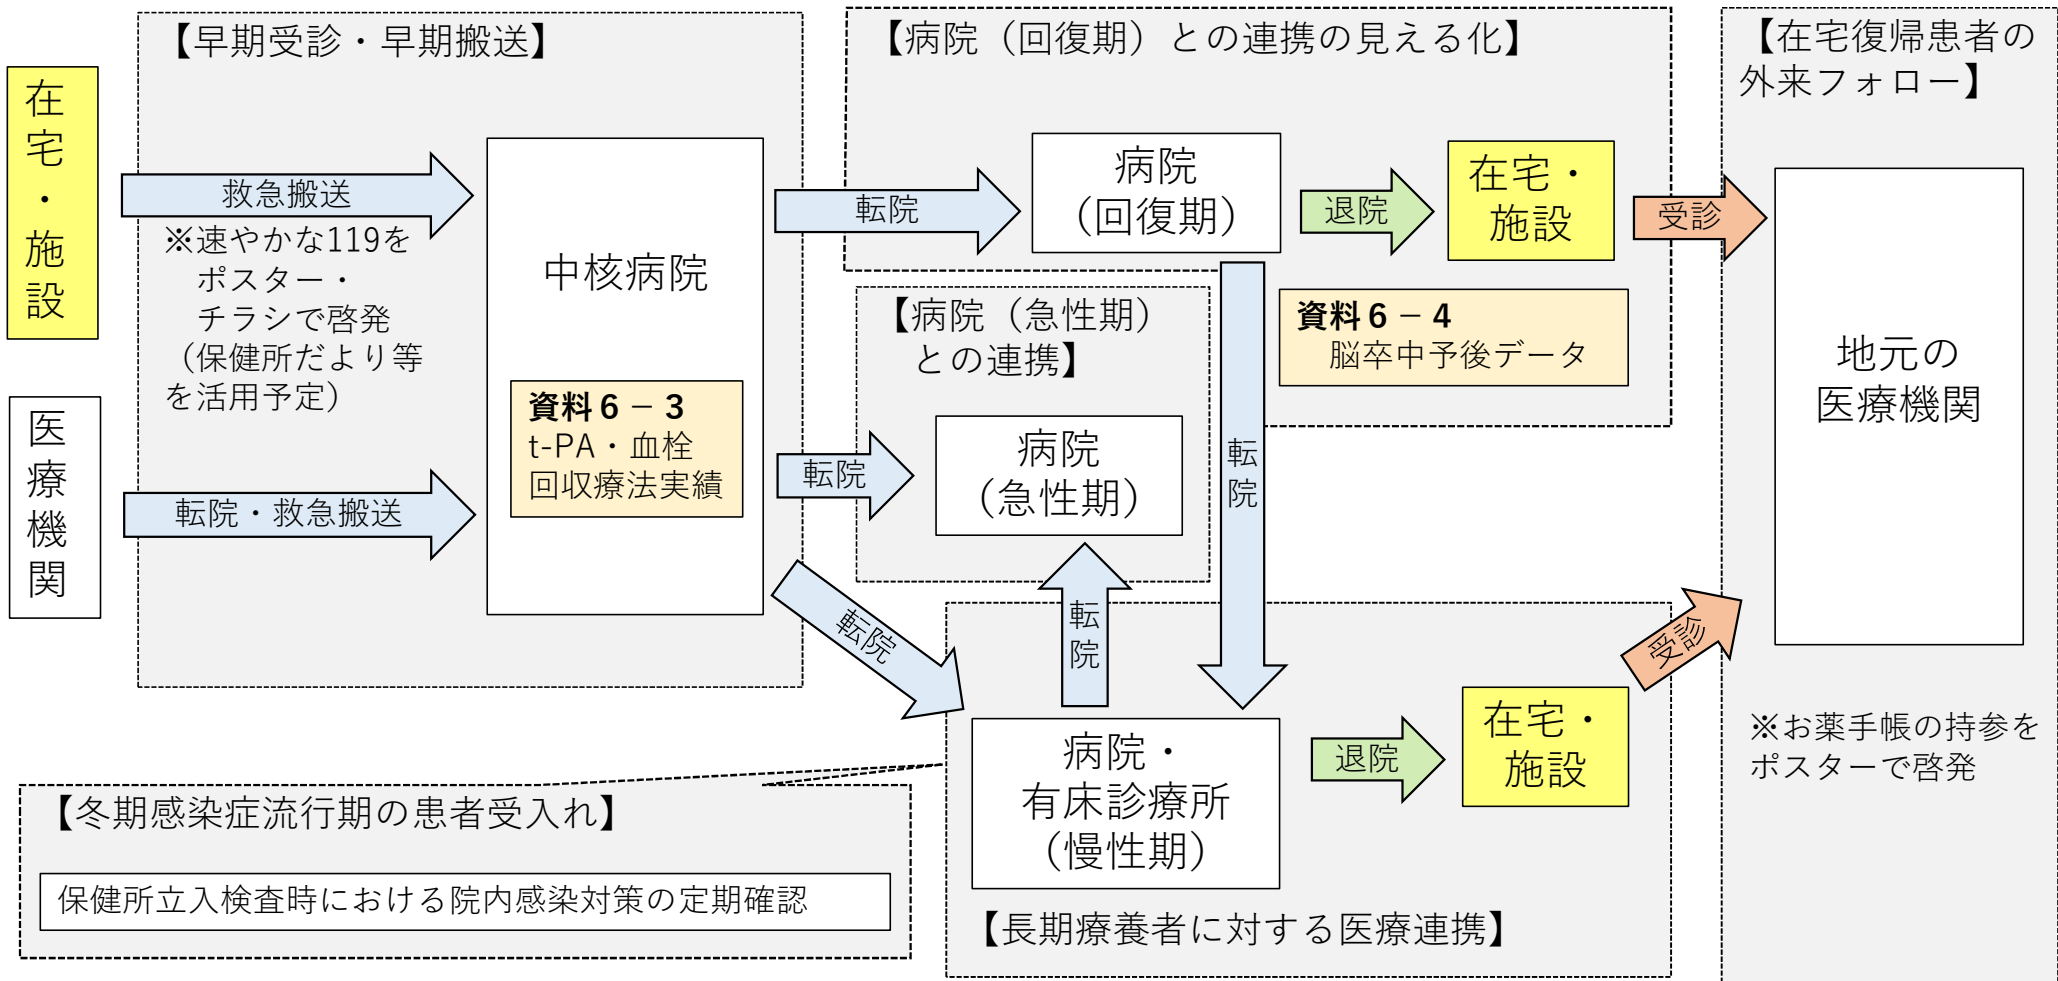 在宅・施設
医療機関
【早期受診・早期搬送】
救急搬送
※速やかな119を
ポスター・
チラシで啓発
（保健所だより等
を活用予定）
転院・救急搬送
中核病院
資料６－３
t-PA・血栓
回収療法実績
【病院（回復期）との連携の見える化】
転院
病院
（回復期）
退院
在宅・
施設
資料６－４
脳卒中予後データ
【病院（急性期）
との連携】
転院
病院
（急性期）
転院
転院
転院
病院・
有床診療所
（慢性期）
退院
在宅・
施設
【長期療養者に対する医療連携】
【冬期感染症流行期の患者受入れ】
保健所立入検査時における院内感染対策の定期確認
受診
受診
【在宅復帰患者の
外来フォロー】
地元の
医療機関
※お薬手帳の持参を
ポスターで啓発